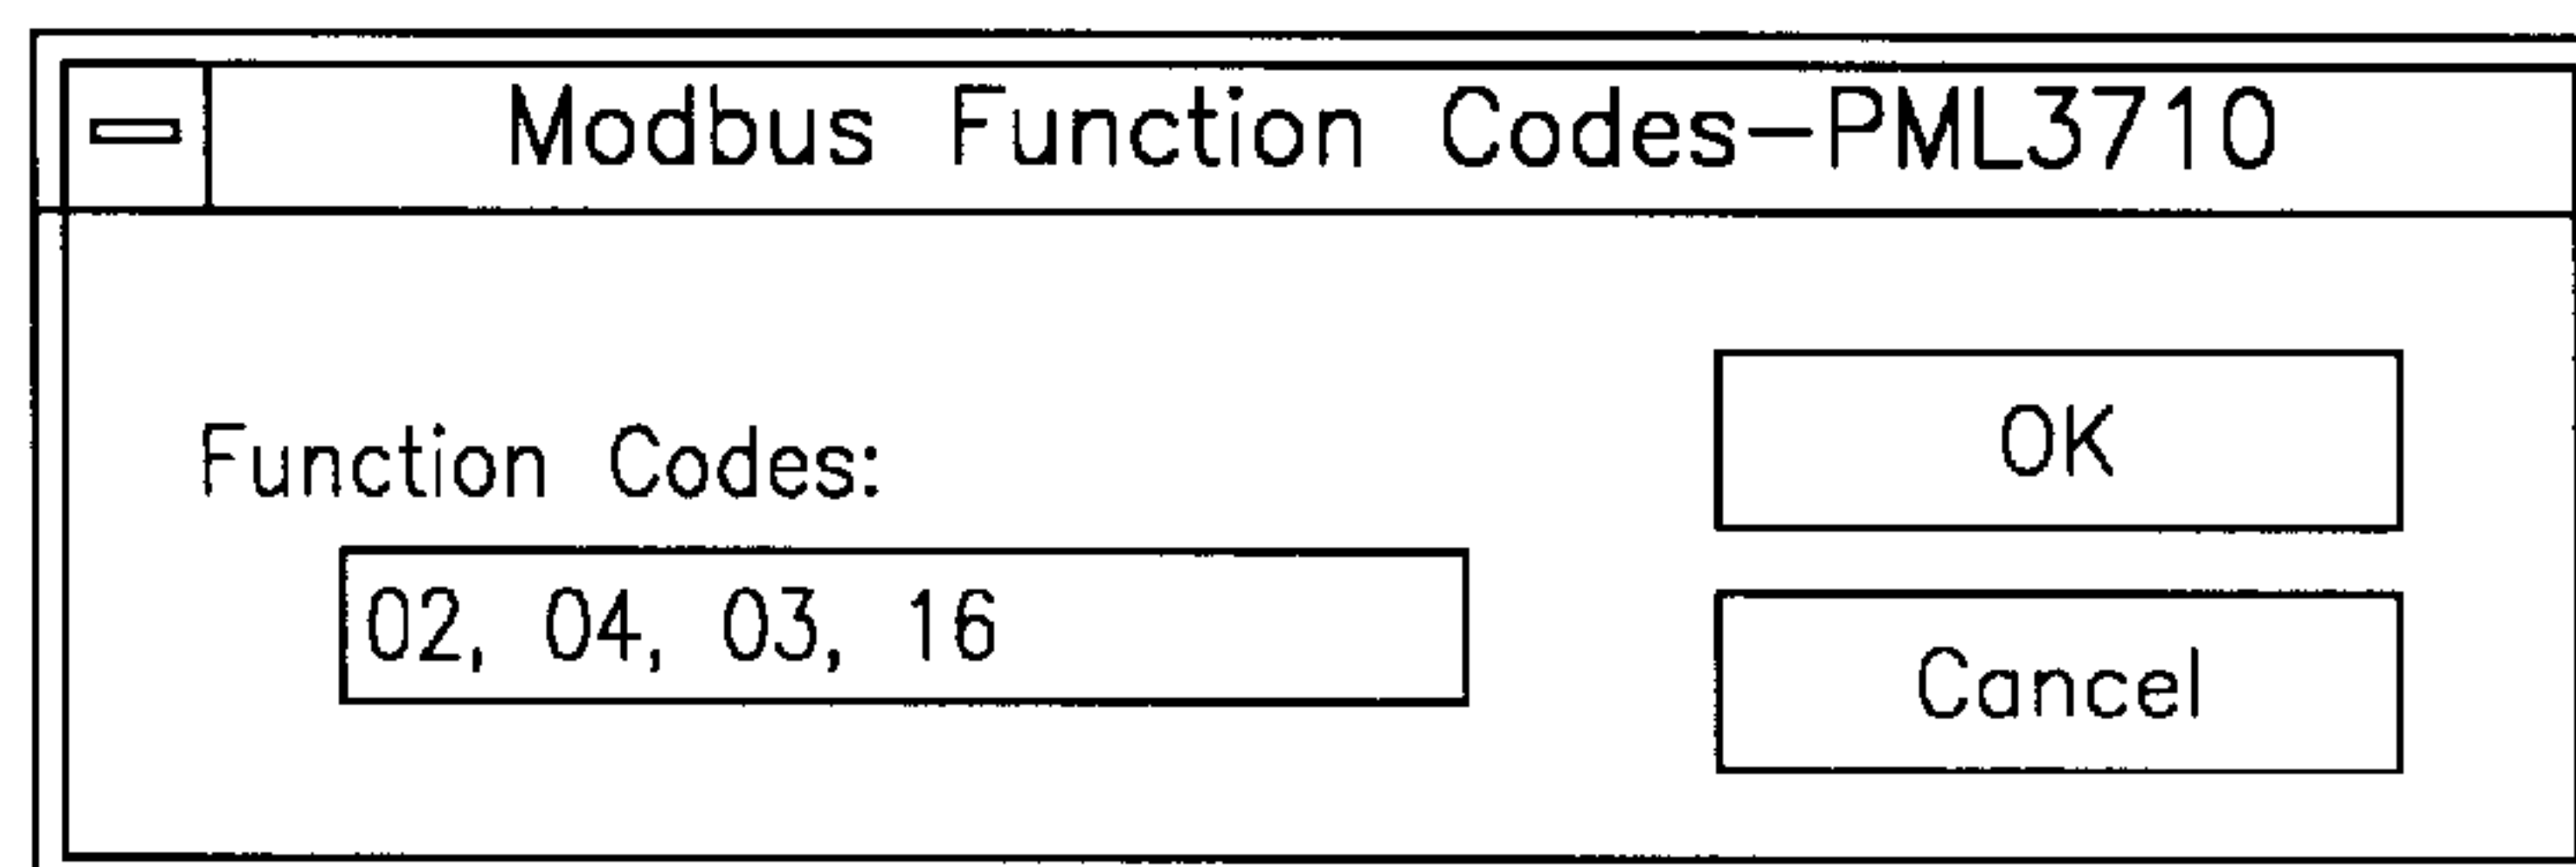 Modbus Function Codes-PML3710
Function Codes:
OK
02, 04, 03, 16
Cancel